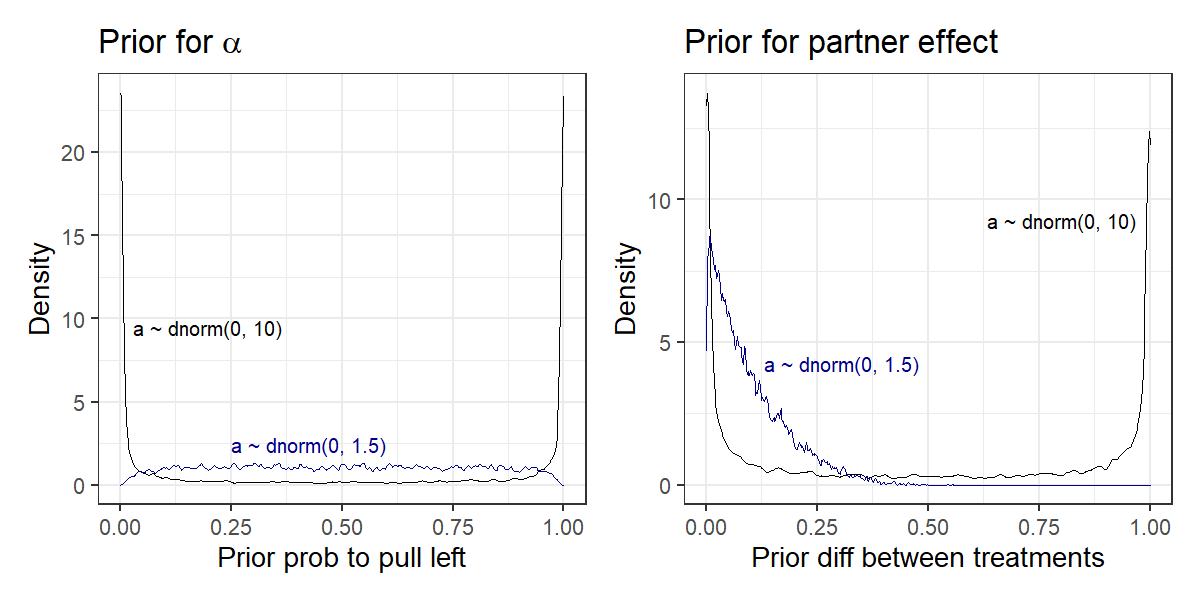 Prior for α
Density
20
15
10
5
0
a ~ dnorm(0, 10)
a ~ dnorm(0, 1.5)
0.00 0.25 0.50 0.75 1.00
Prior prob to pull left
Prior for partner effect
Density
10
5
0
a ~ dnorm(0, 10)
a ~ dnorm(0, 1.5)
0.00 0.25 0.50 0.75 1.00
Prior diff between treatments